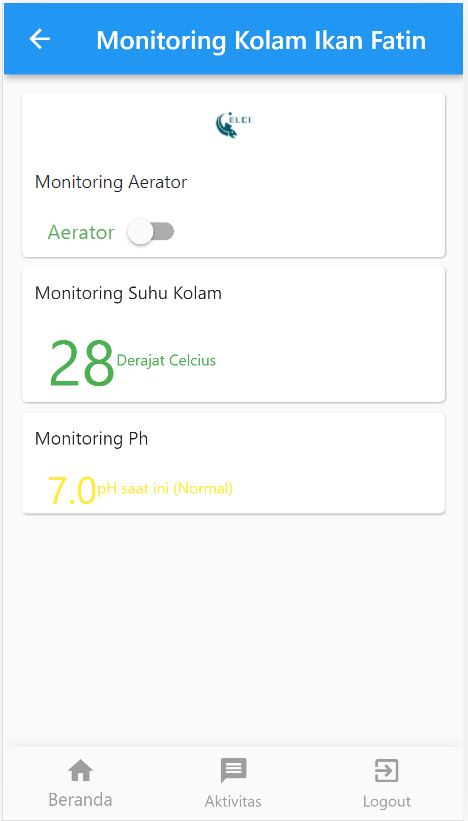 Monitoring Kolam Ikan Fatin
ELCI
Monitoring Aerator
Aerator
Monitoring Suhu Kolam
28 Derajat Celcius
Monitoring Ph
7.0 pH saat ini (Normal)
Beranda
Aktivitas
Logout